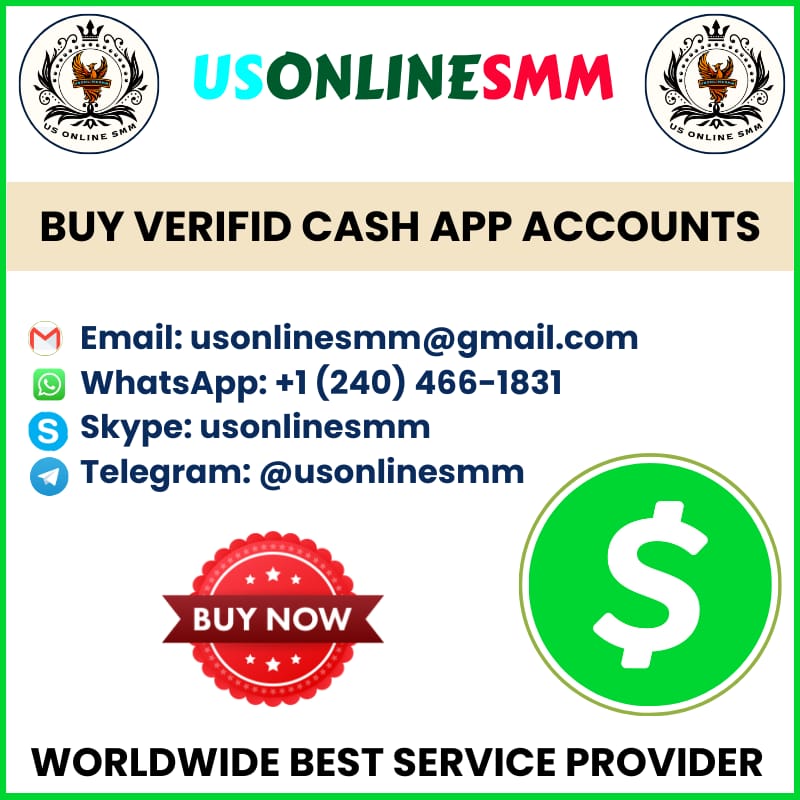 US ONLINE SMM
USONLINESMM
US ONLINE SMM
BUY VERIFID CASH APP ACCOUNTS
Email: usonlinesmm@gmail.com
WhatsApp: +1 (240) 466-1831
Skype: usonlinesmm
Telegram: @usonlinesmm
BUY NOW
WORLDWIDE BEST SERVICE PROVIDER